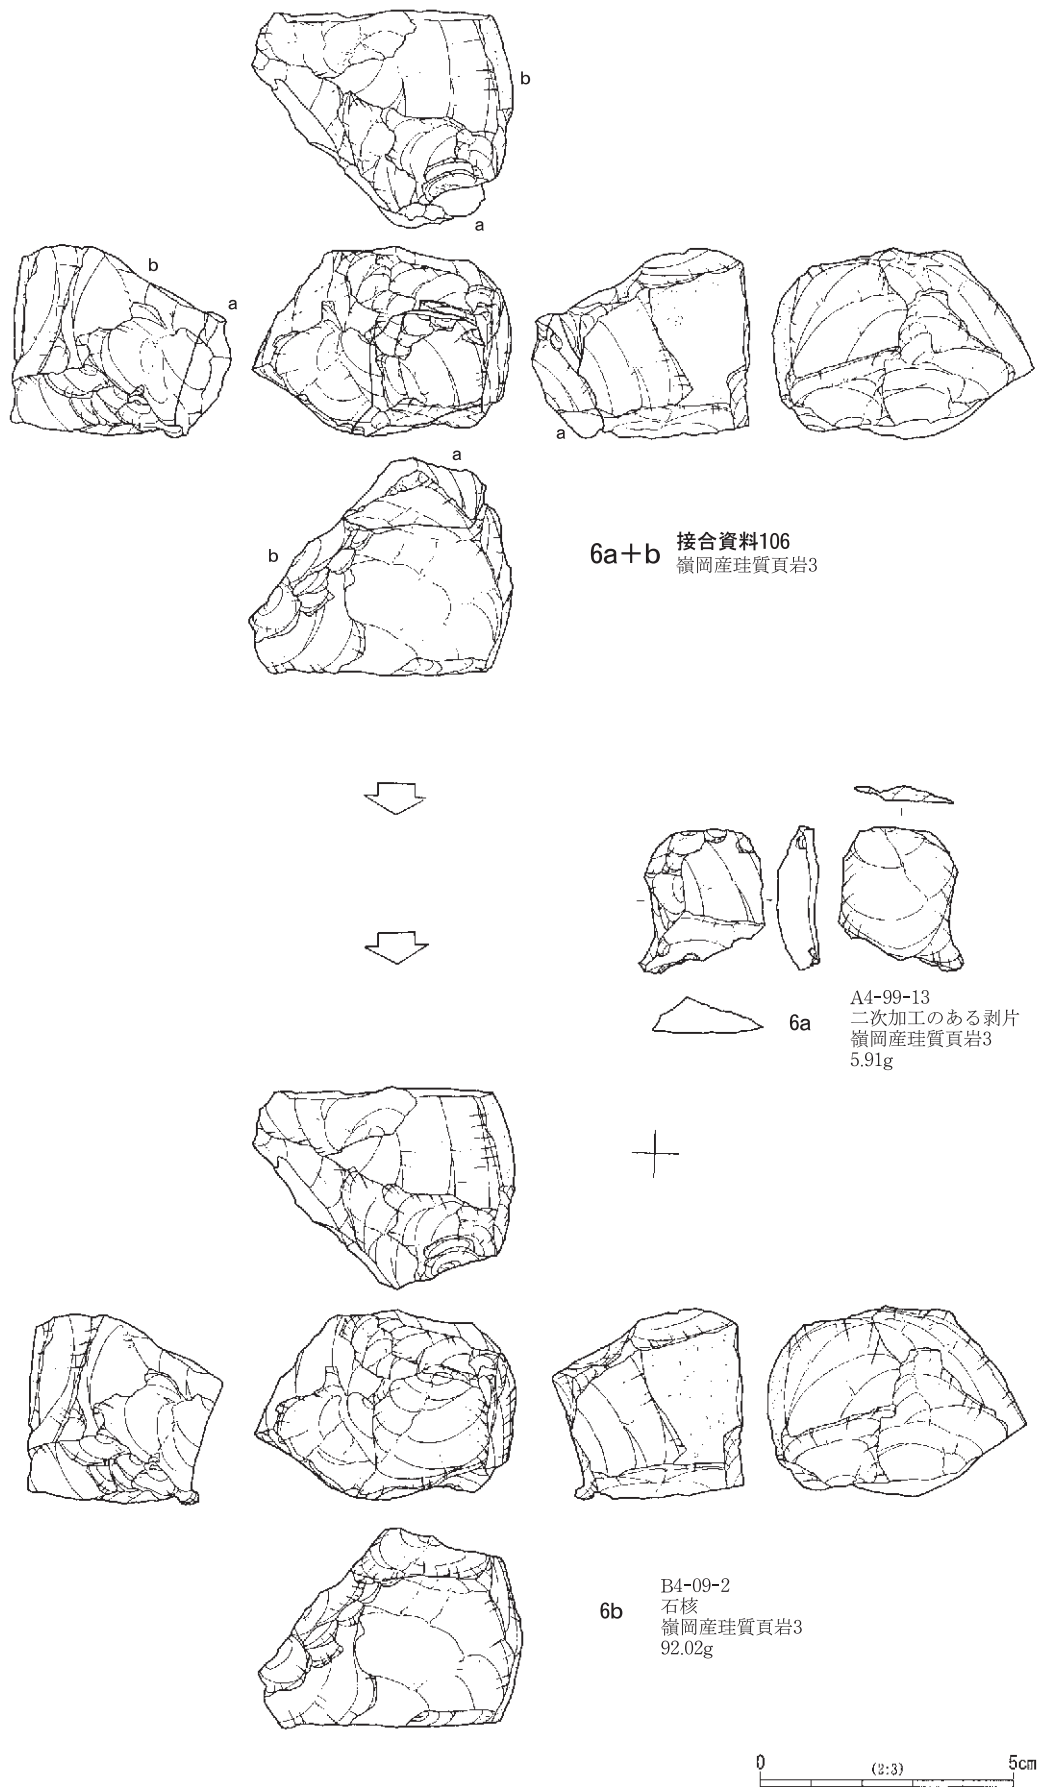 b
a
b
a
a
a
b
6a+b
接合資料106
嶺岡産珪質頁岩3
6a
A4-99-13
二次加工のある剥片
嶺岡産珪質頁岩3
5.91g
6b
B4-09-2
石核
嶺岡産珪質頁岩3
92.02g
0 (2:3) 5cm